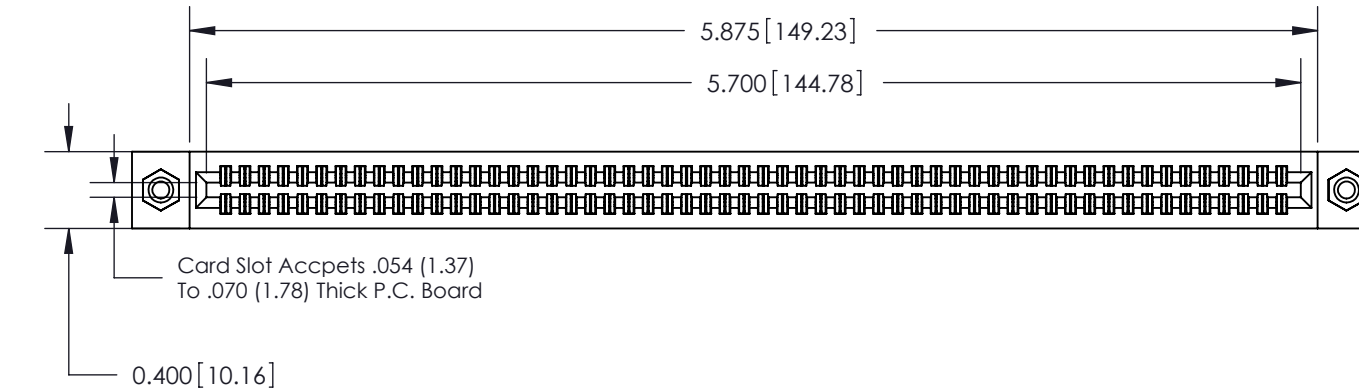 5.875[149.23]
5.700[144.78]
Card Slot Accpets .054 (1.37)
To .070 (1.78) Thick P.C. Board
0.400[10.16]